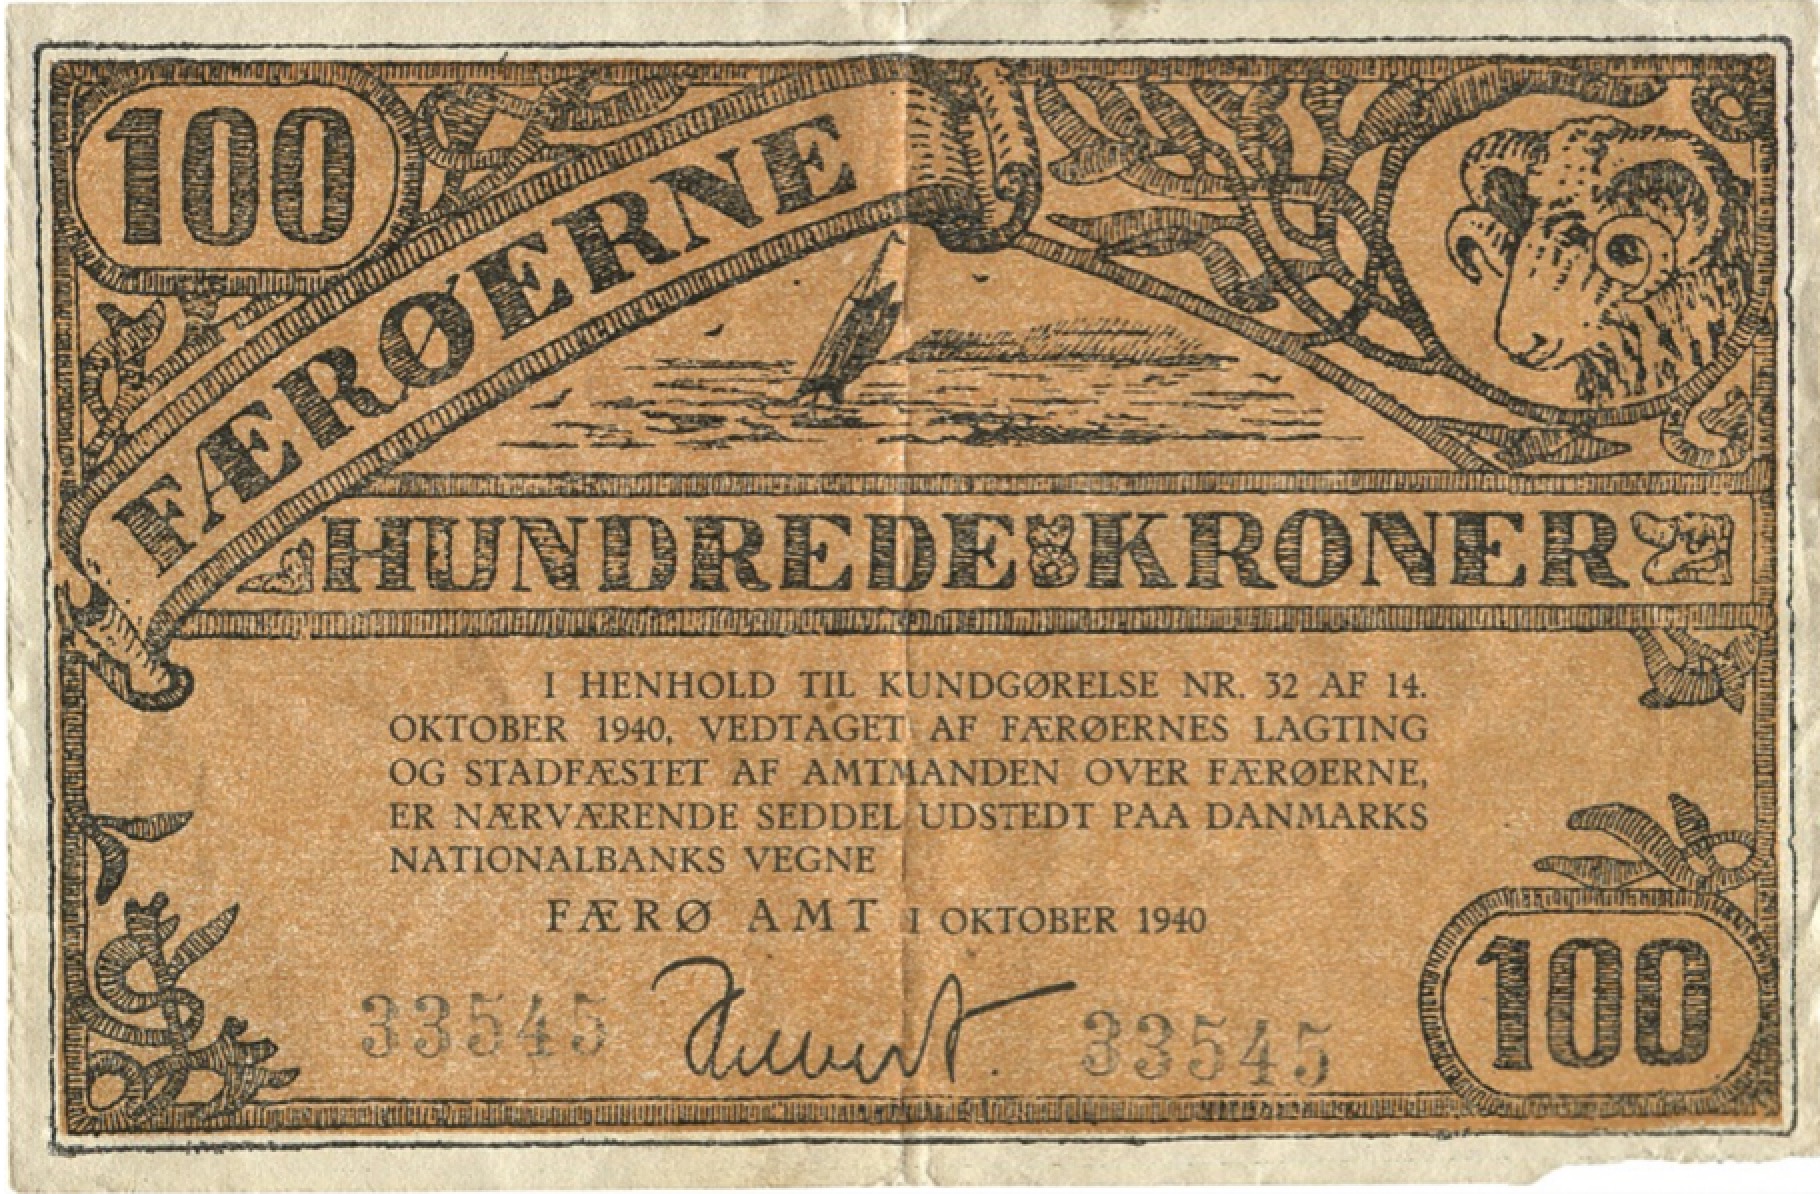 100
FÆRØERNE
HUNDREDE KRONER
I HENHOLD TIL KUNDGØRELSE NR. 32 AF 14.
OKTOBER 1940, VEDTAGET AF FÆRØERNES LAGTING
OG STADFÆSTET AF AMTMANDEN OVER FÆRØERNE,
ER NÆRVÆRENDE SEDDEL UDSTEDT PAA DANMARKS
NATIONALBANKS VEGNE
FÆRØ AMT I OKTOBER 1940
33545 33545
100